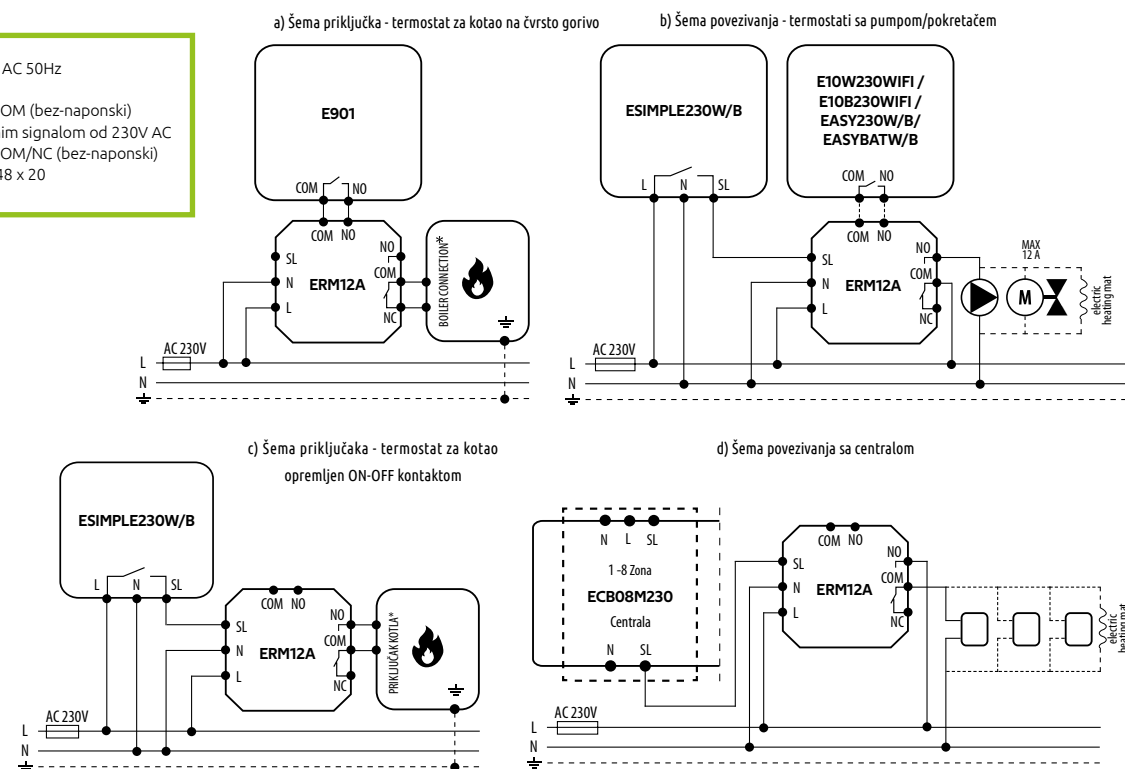 AC 50Hz
OM (bez-naponski)
im signalom od 230V AC
OM/NC (bez-naponski)
48 x 20
a) Šema priključka - termostat za kotao na čvrsto gorivo
E901
COM NO
COM NO
SL
N
L
ERM12A
NO
COM
NC
BOILER CONNECTION*
AC 230V
L
N
b) Šema povezivanja - termostati sa pumpom/pokretačem
ESIMPLE230W/B
L N SL
E10W230WIFI /
E10B230WIFI /
EASY230W/B/
EASYBATW/B
COM NO
COM NO
SL
N
L
ERM12A
NO
COM
NC
MAX
12 A
M
electric
heating mat
AC 230V
L
N
c) Šema priključaka - termostat za kotao
opremljen ON-OFF kontaktom
ESIMPLE230W/B
L N SL
COM NO
SL
N
L
ERM12A
NO
COM
NC
PRIKLJUČAK KOTLA*
AC 230V
L
N
d) Šema povezivanja sa centralom
N L SL
1 -8 Zona
ECB08M230
Centrala
N SL
COM NO
SL
N
L
ERM12A
NO
COM
NC
electric
heating mat
AC 230V
L
N